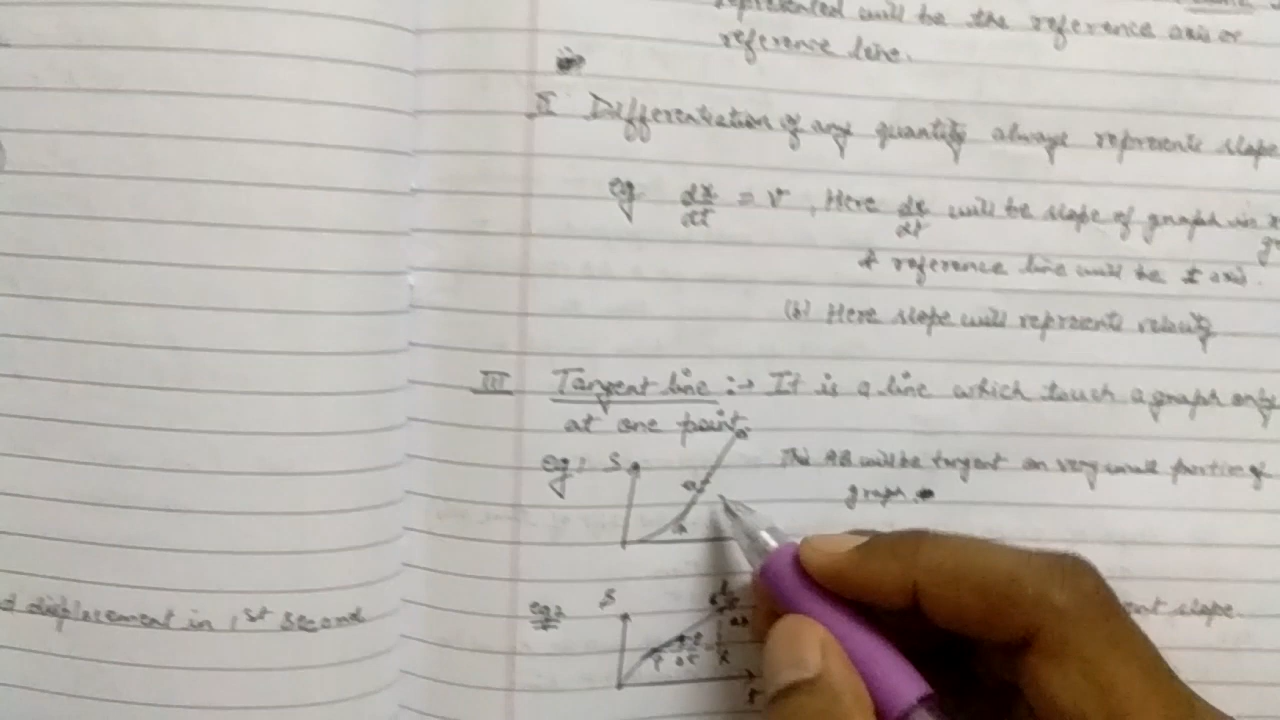 represented will be the reference axis or
reference line.
II Differentiation of any quantity always represents slope
eg. dx/dt = v, Here dx/dt will be slope of graph in
& reference line will be t axis.
(b) Here slope will represents velocity
III Tangent line :→ It is a line which touch a graph only
at one point.
eg: S
This AB will be tangent on very small portion of
graph.
eg2 S
slope.
t
displacement in 1st second